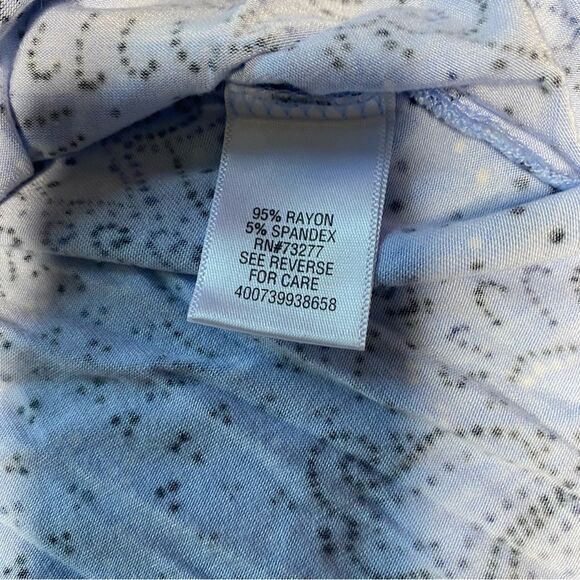 95% RAYON
5% SPANDEX
RN#73277
SEE REVERSE
FOR CARE
400739938658